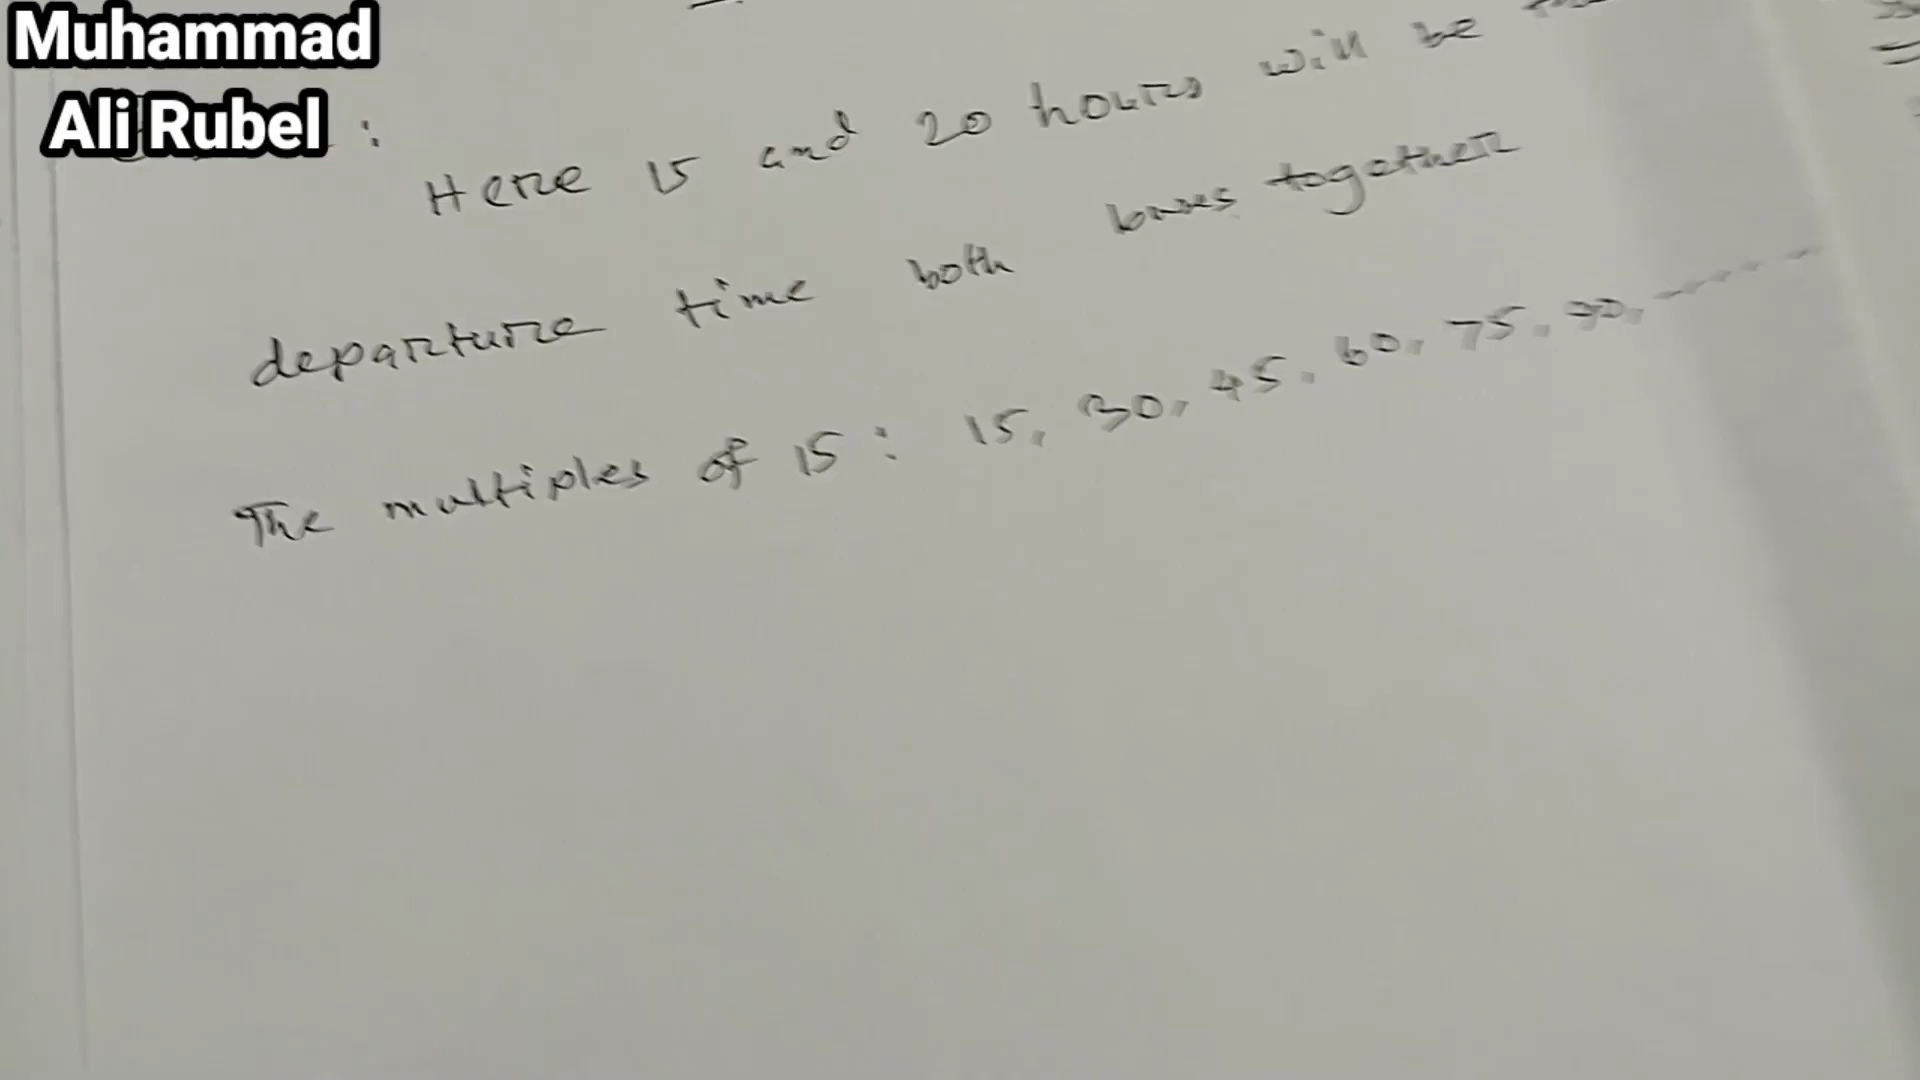 Muhammad
Ali Rubel :
Here 15 and 20 hours will be
departure time both buses together
The multiples of 15 : 15, 30, 45, 60, 75, 90, --------